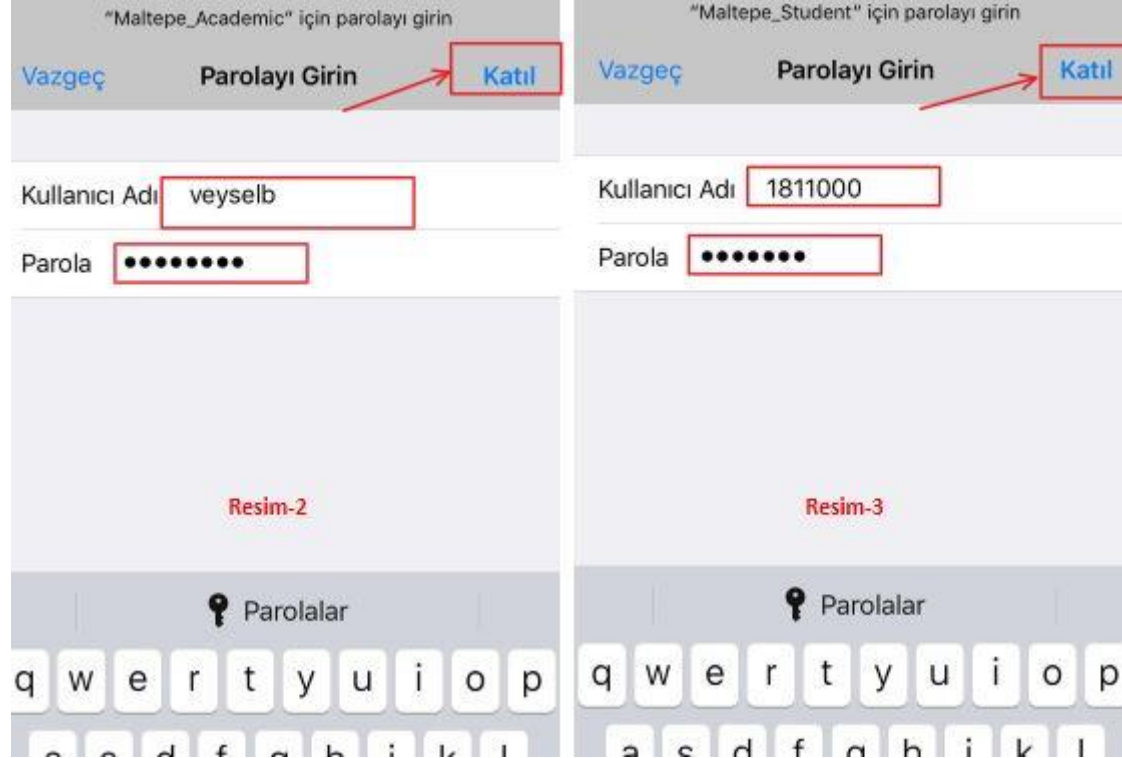 "Maltepe_Academic" için parolayı girin
Vazgeç Parolayı Girin Katıl
Kullanıcı Adı veyselb
Parola ●●●●●●●●
Resim-2
Parolalar
q w e r t y u i o p
a s d f g h j k l
"Maltepe_Student" için parolayı girin
Vazgeç Parolayı Girin Katıl
Kullanıcı Adı 1811000
Parola ●●●●●●●
Resim-3
Parolalar
q w e r t y u i o p
a s d f g h j k l